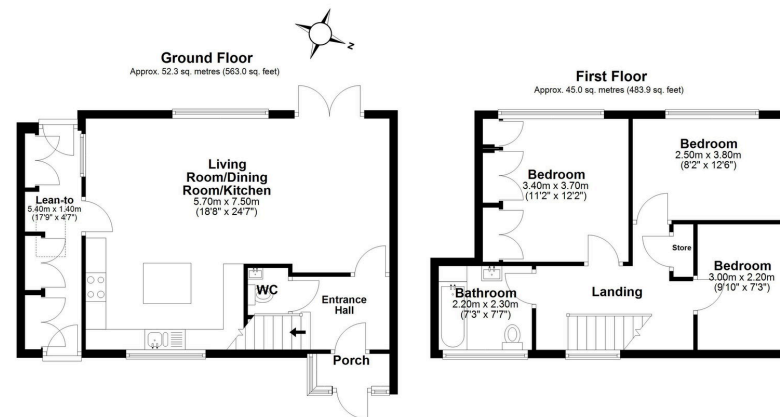 N
Ground Floor
Approx. 52.3 sq. metres (563.0 sq. feet)
Living
Room/Dining
Room/Kitchen
5.70m x 7.50m
(18'8" x 24'7")
Lean-to
5.40m x 1.40m
(17'9" x 4'7")
WC
Entrance
Hall
Porch
First Floor
Approx. 45.0 sq. metres (483.9 sq. feet)
Bedroom
3.40m x 3.70m
(11'2" x 12'2")
Bedroom
2.50m x 3.80m
(8'2" x 12'6")
Store
Bedroom
3.00m x 2.20m
(9'10" x 7'3")
Bathroom
2.20m x 2.30m
(7'3" x 7'7")
Landing